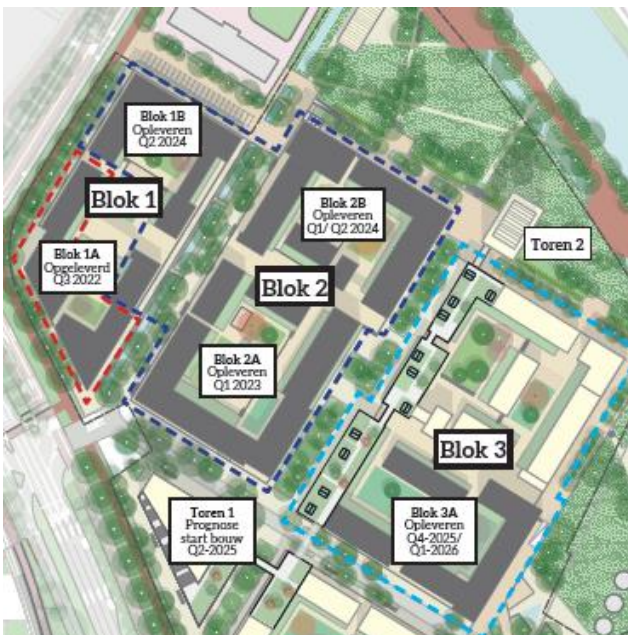 Blok 1B
Opleveren
Q2 2024
Blok 1
Blok 1A
Opgeleverd
Q3 2022
Blok 2B
Opleveren
Q1/ Q2 2024
Blok 2
Blok 2A
Opleveren
Q1 2023
Toren 2
Blok 3
Blok 3A
Opleveren
Q4-2025/
Q1-2026
Toren 1
Prognose
start bouw
Q2-2025